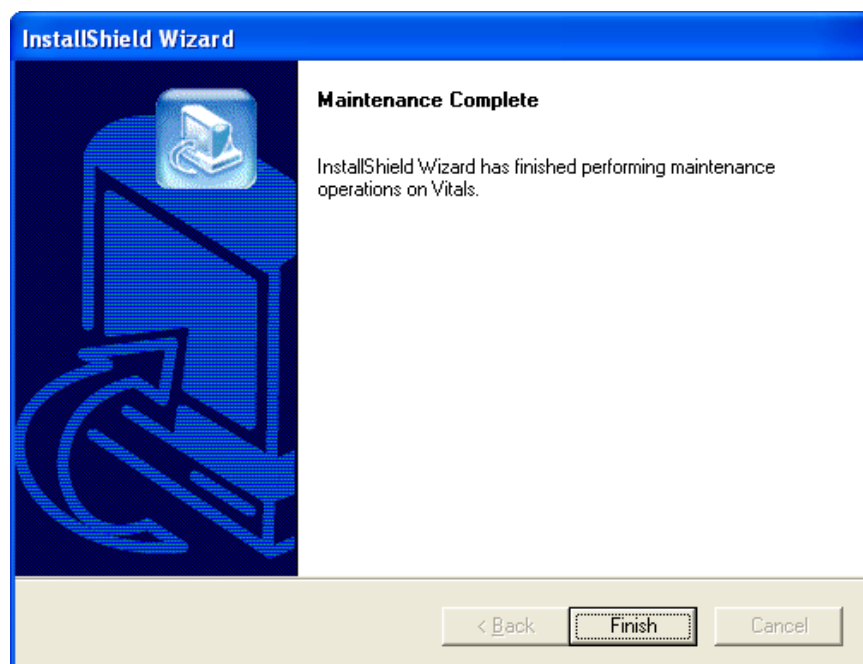 InstallShield Wizard
Maintenance Complete
InstallShield Wizard has finished performing maintenance
operations on Vitals.
< Back
Finish
Cancel